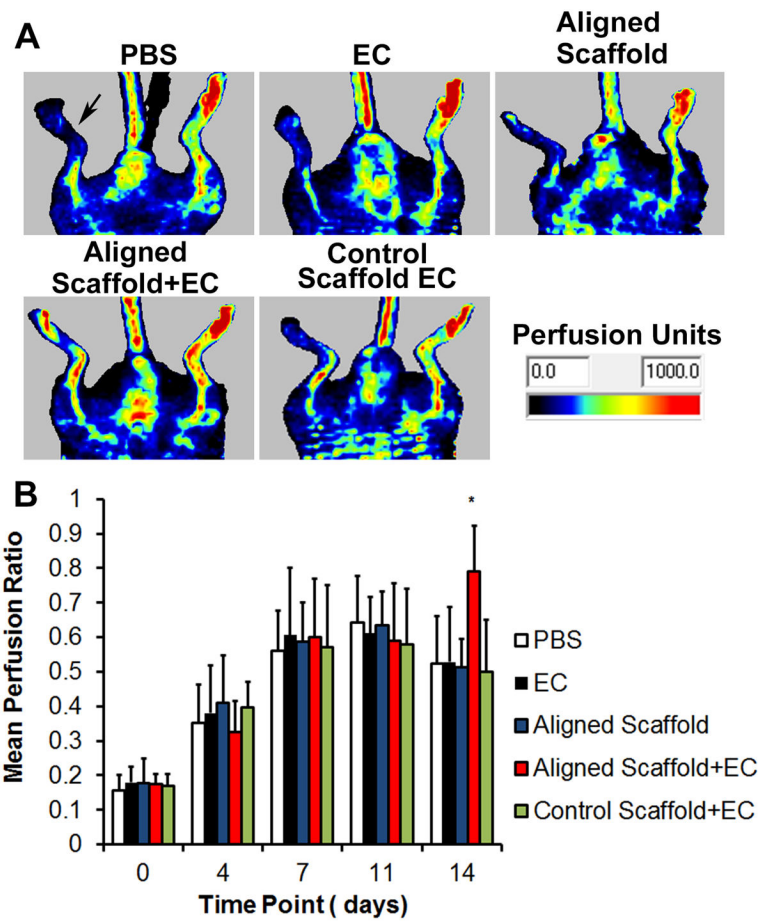 A
PBS
EC
Aligned
Scaffold
Aligned
Scaffold+EC
Control
Scaffold EC
Perfusion Units
0.0
1000.0
B
Mean Perfusion Ratio
1
0.9
0.8
0.7
0.6
0.5
0.4
0.3
0.2
0.1
0
*
0 4 7 11 14
Time Point ( days)
PBS
EC
Aligned Scaffold
Aligned Scaffold+EC
Control Scaffold+EC